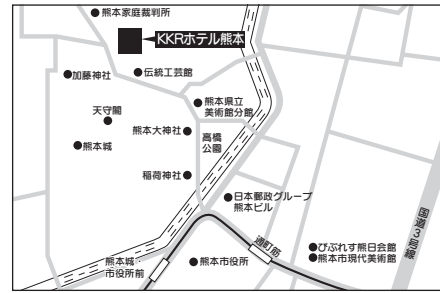 熊本家庭裁判所
KKRホテル熊本
加藤神社
伝統工芸館
天守閣
熊本県立
美術館分館
熊本大神社
高橋
公園
熊本城
稲荷神社
日本郵政グループ
熊本ビル
国道3号線
通町筋
びぷれす熊日会館
熊本市現代美術館
熊本城
市役所前
熊本市役所